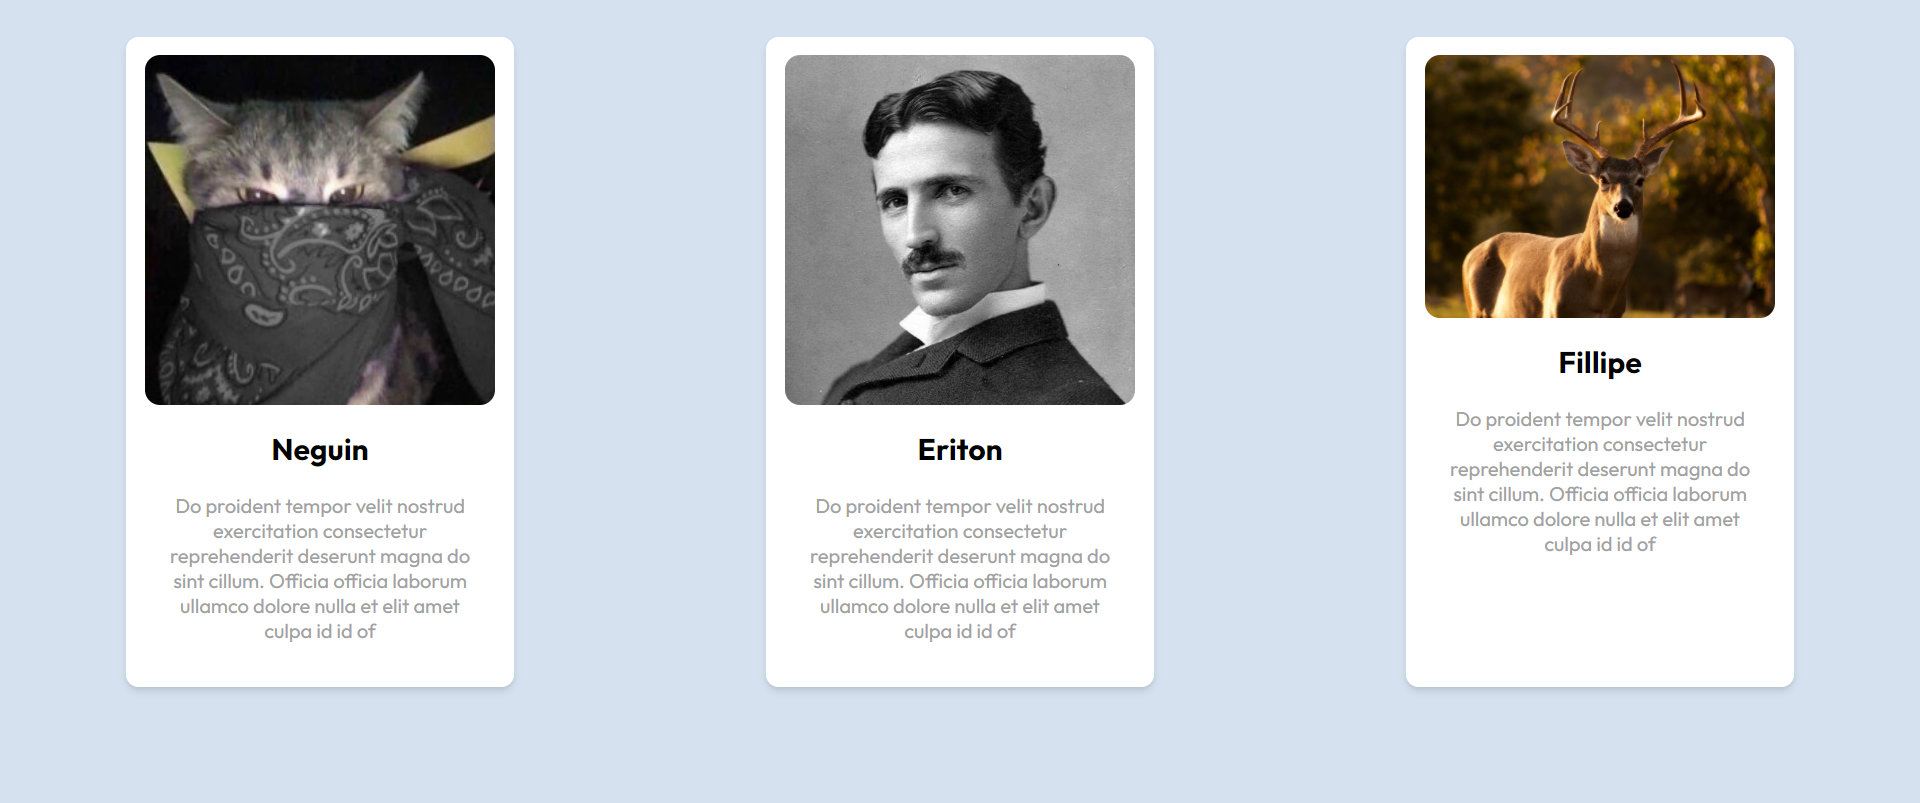 Neguin
Do proident tempor velit nostrud
exercitation consectetur
reprehenderit deserunt magna do
sint cillum. Officia officia laborum
ullamco dolore nulla et elit amet
culpa id id of
Eriton
Do proident tempor velit nostrud
exercitation consectetur
reprehenderit deserunt magna do
sint cillum. Officia officia laborum
ullamco dolore nulla et elit amet
culpa id id of
Fillipe
Do proident tempor velit nostrud
exercitation consectetur
reprehenderit deserunt magna do
sint cillum. Officia officia laborum
ullamco dolore nulla et elit amet
culpa id id of